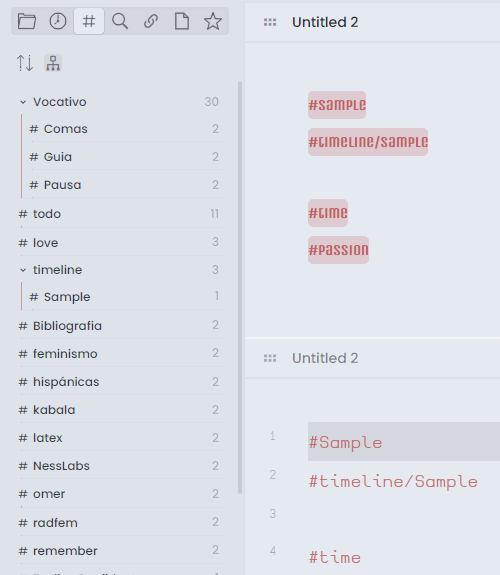 Vocativo 30
# Comas 2
# Guia 2
# Pausa 2
# todo 11
# love 3
timeline 3
# Sample 1
# Bibliografia 2
# feminismo 2
# hispánicas 2
# kabala 2
# latex 2
# NessLabs 2
# omer 2
# radfem 2
# remember 2
Untitled 2
#Sample
#timeline/Sample
#time
#passion
Untitled 2
1 #Sample
2 #timeline/Sample
3
4 #time